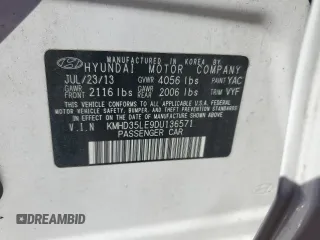 MANUFACTURED IN KOREA BY
HYUNDAI MOTOR COMPANY
JUL/23/13 GVWR 4056 lbs PAINT YAC
GAWR FRT 2116 lbs GAWR RR 2006 lbs TRIM VYF
THIS VEHICLE CONFORMS TO ALL APPLICABLE U.S. FEDERAL
MOTOR VEHICLE SAFETY, BUMPER, AND THEFT PREVENTION
STANDARDS IN EFFECT ON THE DATE OF MANUFACTURE
SHOWN ABOVE.
V.I.N KMHD35LE9DU136571
PASSENGER CAR
DREAMBID